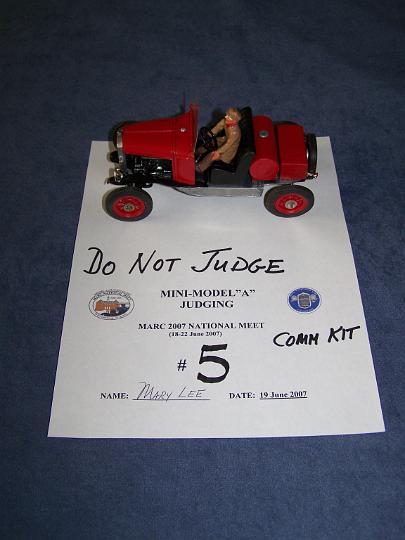 DO NOT JUDGE
MINI-MODEL"A"
JUDGING
MARC 2007 NATIONAL MEET
(18-22 June 2007)
COMM KIT
# 5
NAME: MARY LEE DATE: 19 June 2007